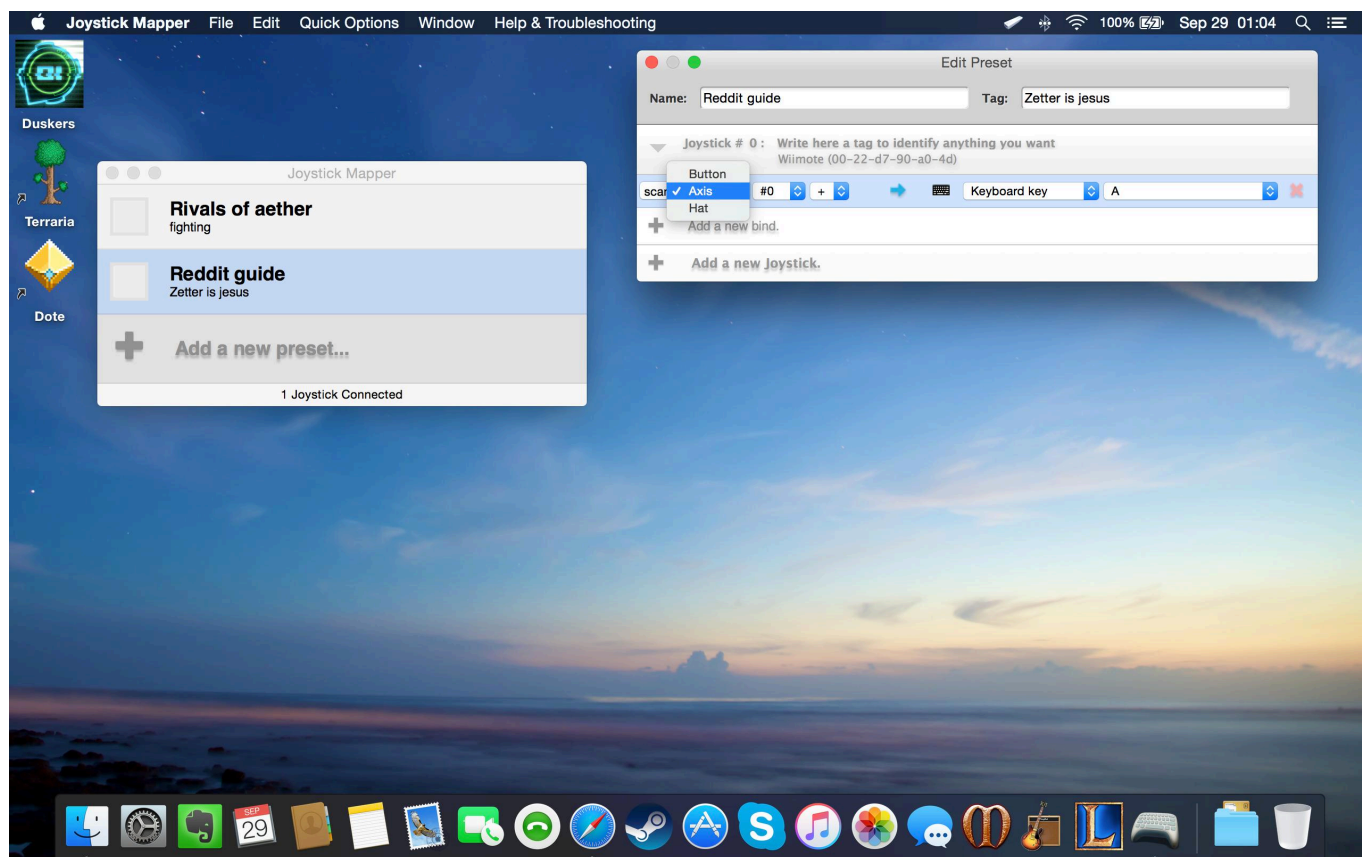 Joystick Mapper File Edit Quick Options Window Help & Troubleshooting 100% Sep 29 01:04
Duskers
Terraria
Dote
Joystick Mapper
Rivals of aether
fighting
Reddit guide
Zetter is jesus
Add a new preset...
1 Joystick Connected
Edit Preset
Name: Reddit guide Tag: Zetter is jesus
Joystick # 0 : Write here a tag to identify anything you want
Wiimote (00-22-d7-90-a0-4d)
Button
scan ✓ Axis #0 + Keyboard key A
Hat
Add a new bind.
Add a new Joystick.
SEP
29